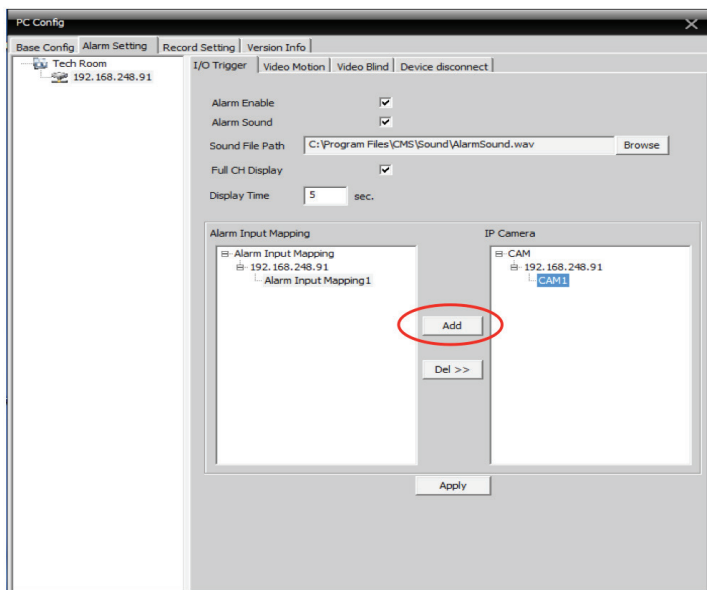 PC Config
Base Config Alarm Setting Record Setting Version Info
Tech Room
192.168.248.91
I/O Trigger Video Motion Video Blind Device disconnect
Alarm Enable
Alarm Sound
Sound File Path C:\Program Files\CMS\Sound\AlarmSound.wav Browse
Full CH Display
Display Time 5 sec.
Alarm Input Mapping IP Camera
Alarm Input Mapping CAM
192.168.248.91 192.168.248.91
Alarm Input Mapping1 CAM1
Add
Del >>
Apply